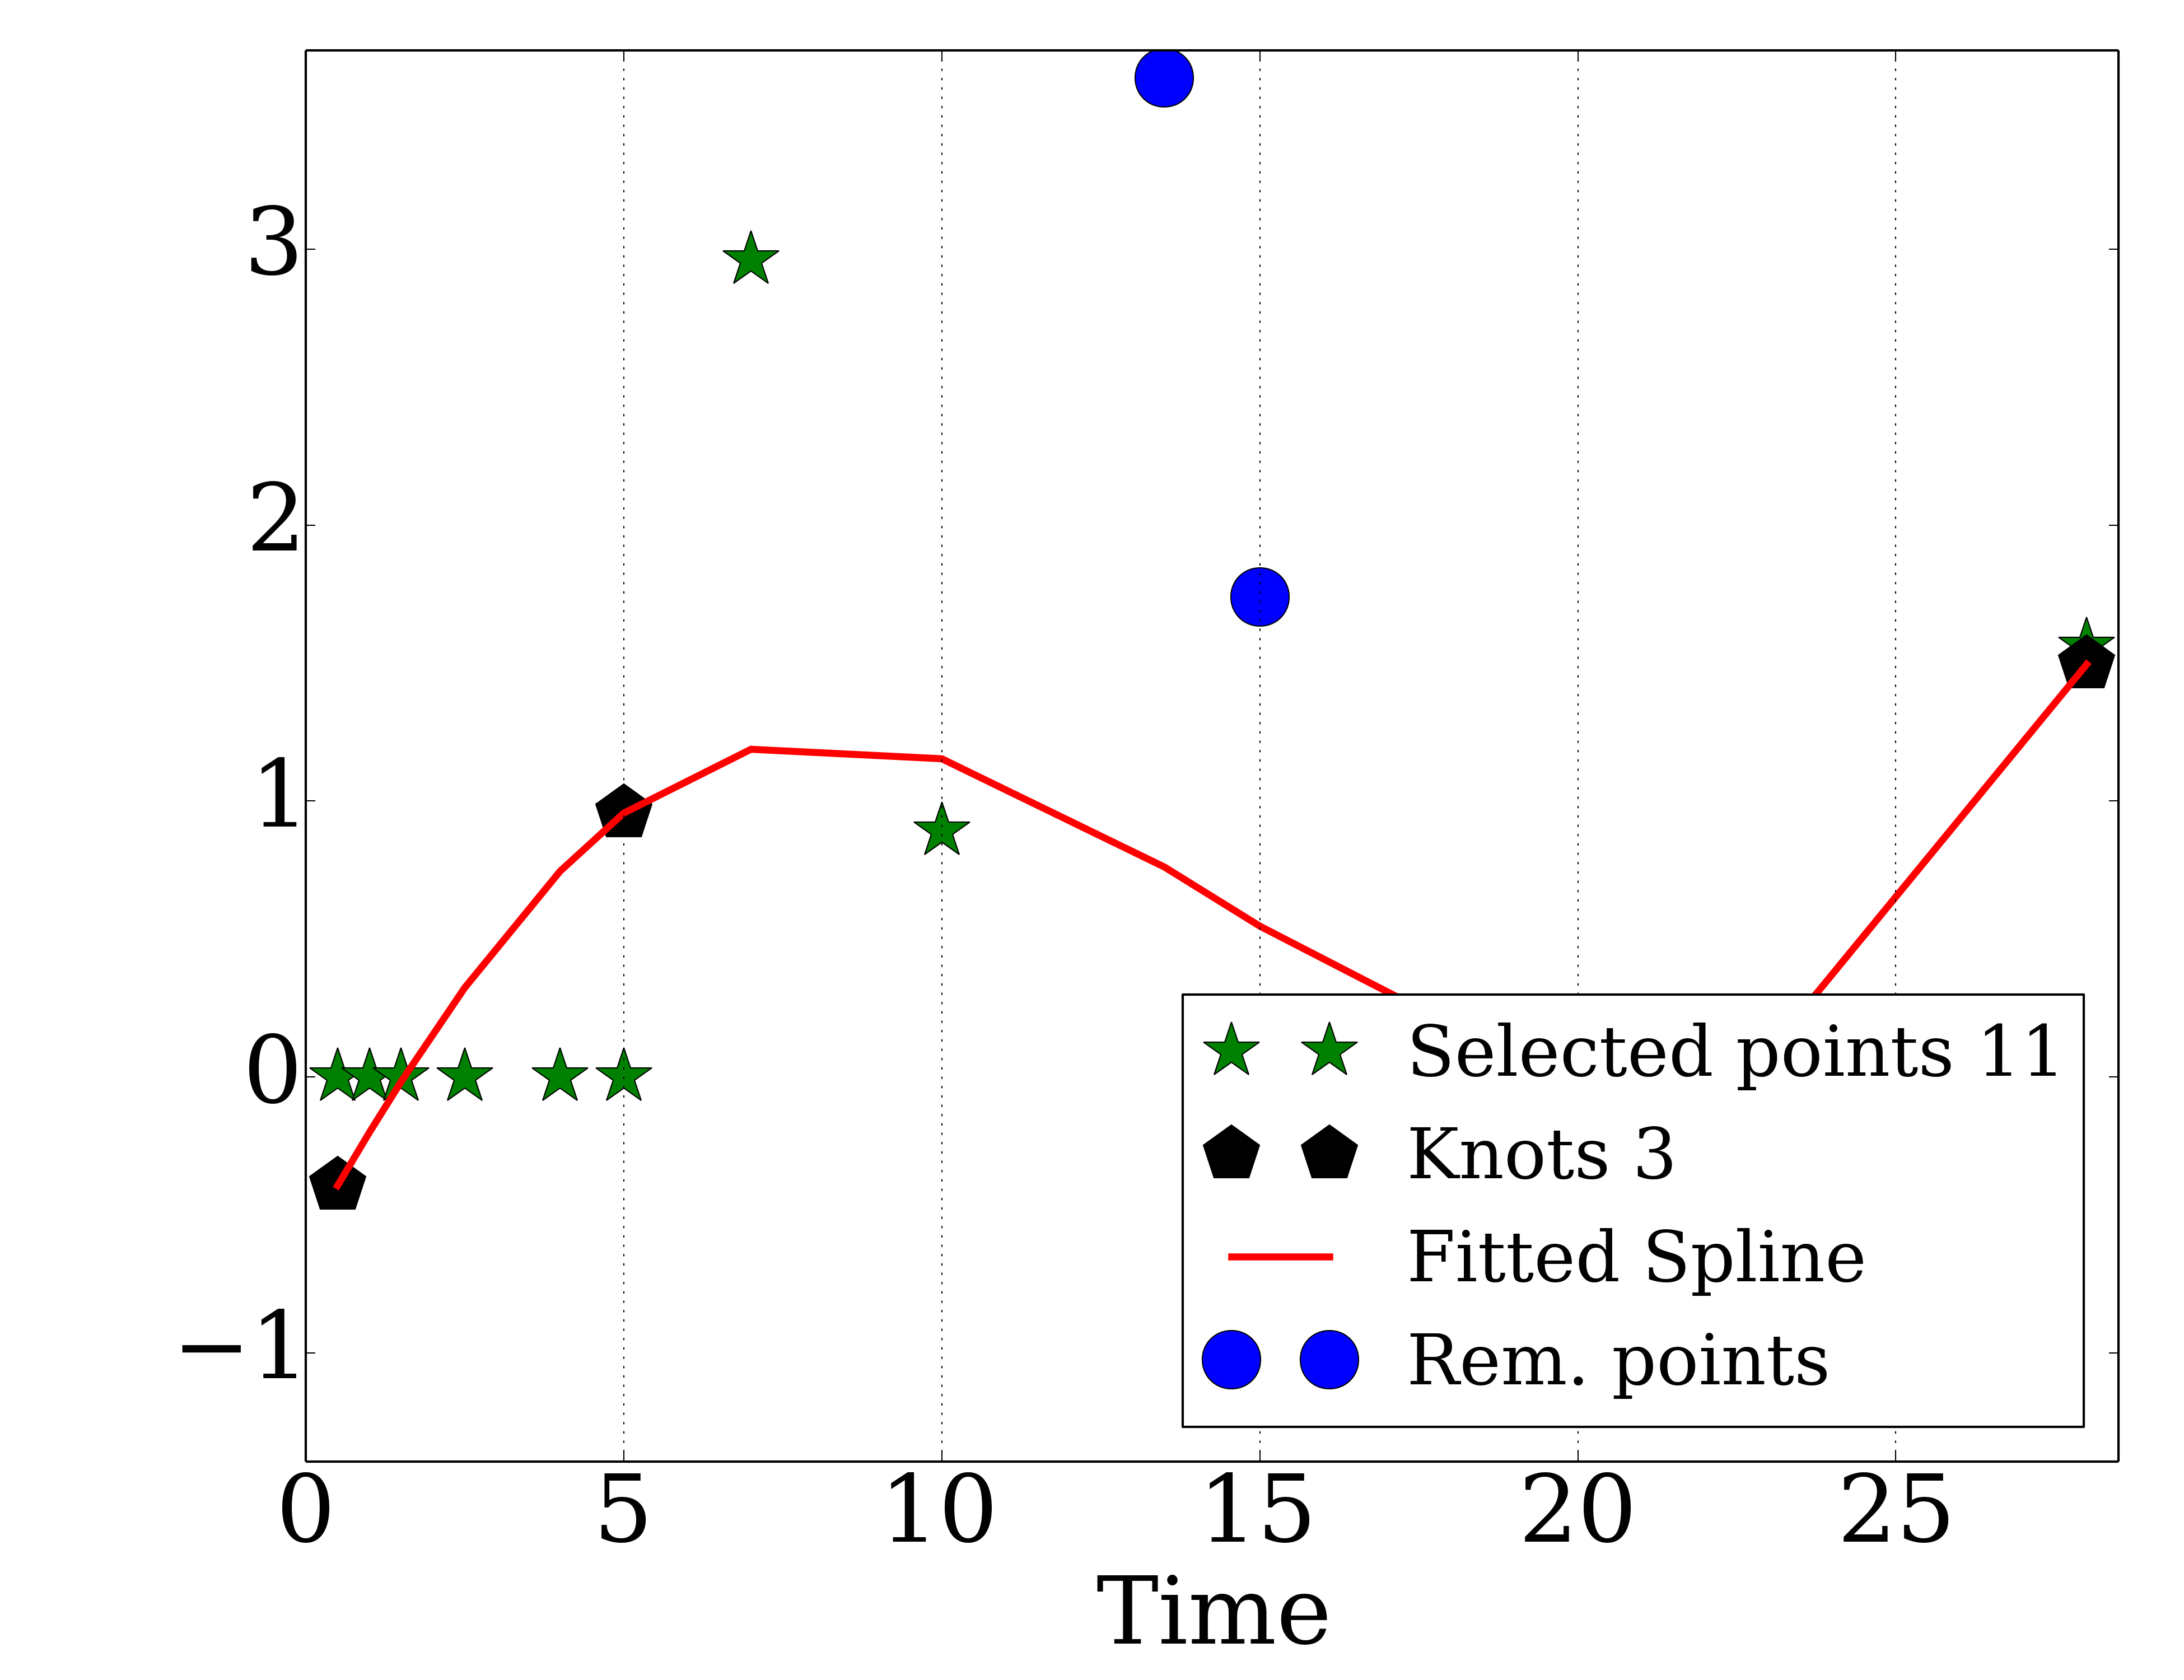 3
2
1
0
−1
Selected points 11
Knots 3
Fitted Spline
Rem. points
0 5 10 15 20 25
Time